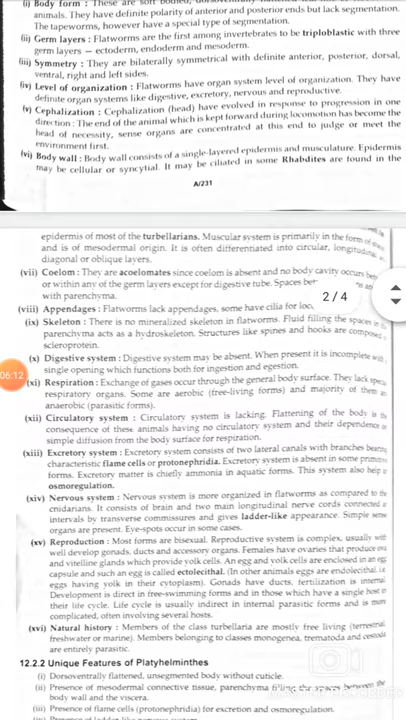 (i) Body form : These are soft bodied, dorsoventrally
animals. They have definite polarity of anterior and posterior ends but lack segmentation.
The tapeworms, however have a special type of segmentation.
(ii) Germ layers : Flatworms are the first among invertebrates to be triploblastic with three
germ layers – ectoderm, endoderm and mesoderm.
(iii) Symmetry : They are bilaterally symmetrical with definite anterior, posterior, dorsal,
ventral, right and left sides.
(iv) Level of organization : Flatworms have organ system level of organization. They have
definite organ systems like digestive, excretory, nervous and reproductive.
(v) Cephalization : Cephalization (head) have evolved in response to progression in one
direction : The end of the animal which is kept forward during locomotion has become the
head of necessity, sense organs are concentrated at this end to judge or meet the
environment first.
(vi) Body wall : Body wall consists of a single-layered epidermis and musculature. Epidermis
may be cellular or syncytial. It may be ciliated in some Rhabdites are found in the
A/231
epidermis of most of the turbellarians. Muscular system is primarily in the form of
and is of mesodermal origin. It is often differentiated into circular, longitudinal
diagonal or oblique layers.
(vii) Coelom : They are acoelomates since coelom is absent and no body cavity occurs
or within any of the germ layers except for digestive tube. Spaces
with parenchyma.
2 / 4
(viii) Appendages : Flatworms lack appendages, some have cilia for
(ix) Skeleton : There is no mineralized skeleton in flatworms. Fluid filling the spaces in
parenchyma acts as a hydroskeleton. Structures like spines and hooks are composed
scleroprotein.
(x) Digestive system : Digestive system may be absent. When present it is incomplete with
single opening which functions both for ingestion and egestion.
06:12
(xi) Respiration : Exchange of gases occur through the general body surface. They lack
respiratory organs. Some are aerobic (free-living forms) and majority of them
anaerobic (parasitic forms).
(xii) Circulatory system : Circulatory system is lacking. Flattening of the body is the
consequence of these animals having no circulatory system and their dependence
simple diffusion from the body surface for respiration.
(xiii) Excretory system : Excretory system consists of two lateral canals with branches bearing
characteristic flame cells or protonephridia. Excretory system is absent in some primitive
forms. Excretory matter is chiefly ammonia in aquatic forms. This system also help
osmoregulation.
(xiv) Nervous system : Nervous system is more organized in flatworms as compared to the
cnidarians. It consists of brain and two main longitudinal nerve cords connected
intervals by transverse commissures and gives ladder-like appearance. Simple sense
organs are present. Eye-spots occur in some cases.
(xv) Reproduction : Most forms are bisexual. Reproductive system is complex, usually with
well develop gonads, ducts and accessory organs. Females have ovaries that produce ova
and vitelline glands which provide yolk cells. An egg and yolk cells are enclosed in an egg
capsule and such an egg is called ectolecithal. (In other animals eggs are endolecithal
eggs having yolk in their cytoplasm). Gonads have ducts, fertilization is internal
Development is direct in free-swimming forms and in those which have a single host in
their life cycle. Life cycle is usually indirect in internal parasitic forms and is more
complicated, often involving several hosts.
(xvi) Natural history : Members of the class turbellaria are mostly free living (terrestrial
freshwater or marine). Members belonging to classes monogenea, trematoda and cestoda
are entirely parasitic.
12.2.2 Unique Features of Platyhelminthes
(i) Dorsoventrally flattened, unsegmented body without cuticle.
(ii) Presence of mesodermal connective tissue, parenchyma filling the spaces between the
body wall and the viscera.
(iii) Presence of flame cells (protonephridia) for excretion and osmoregulation.